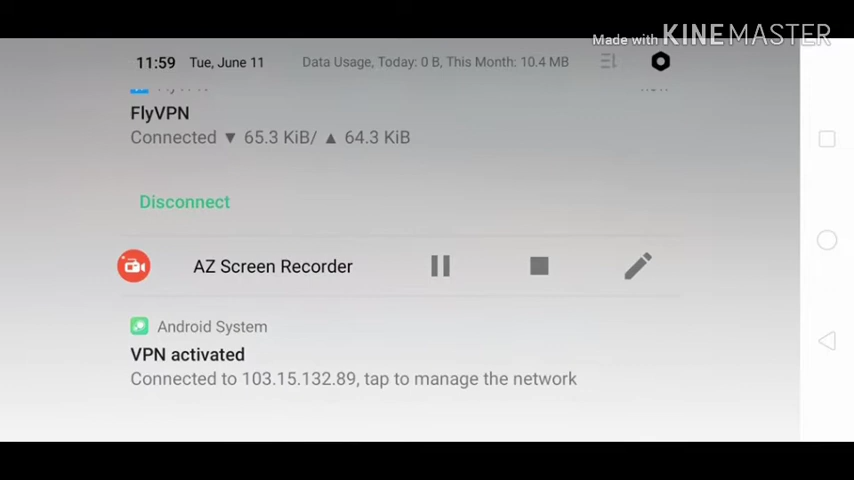 Made with KINEMASTER
11:59 Tue, June 11 Data Usage, Today: 0 B, This Month: 10.4 MB
FlyVPN
Connected ▼ 65.3 KiB/ ▲ 64.3 KiB
Disconnect
AZ Screen Recorder
Android System
VPN activated
Connected to 103.15.132.89, tap to manage the network